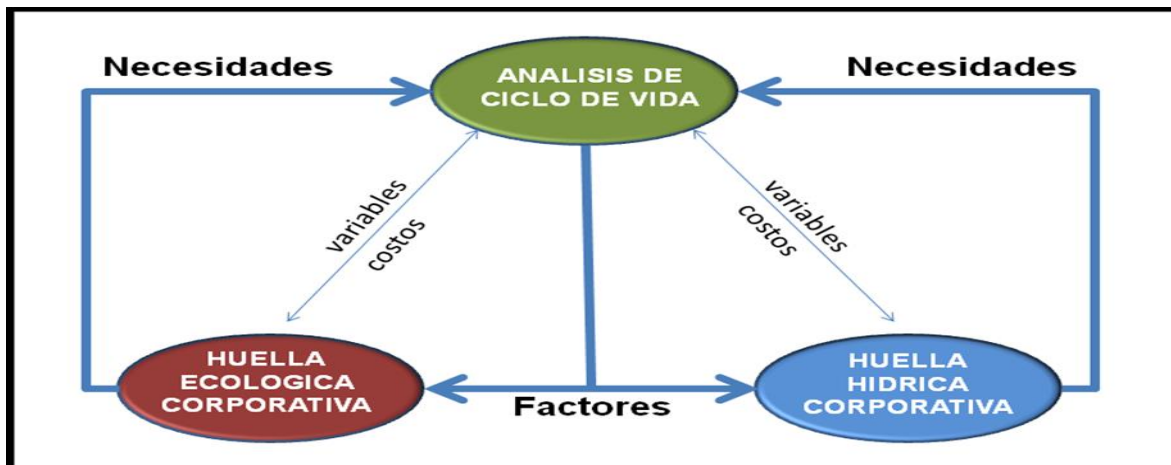 Necesidades
ANALISIS DE
CICLO DE VIDA
Necesidades
variables
costos
variables
costos
HUELLA
ECOLOGICA
CORPORATIVA
Factores
HUELLA
HIDRICA
CORPORATIVA